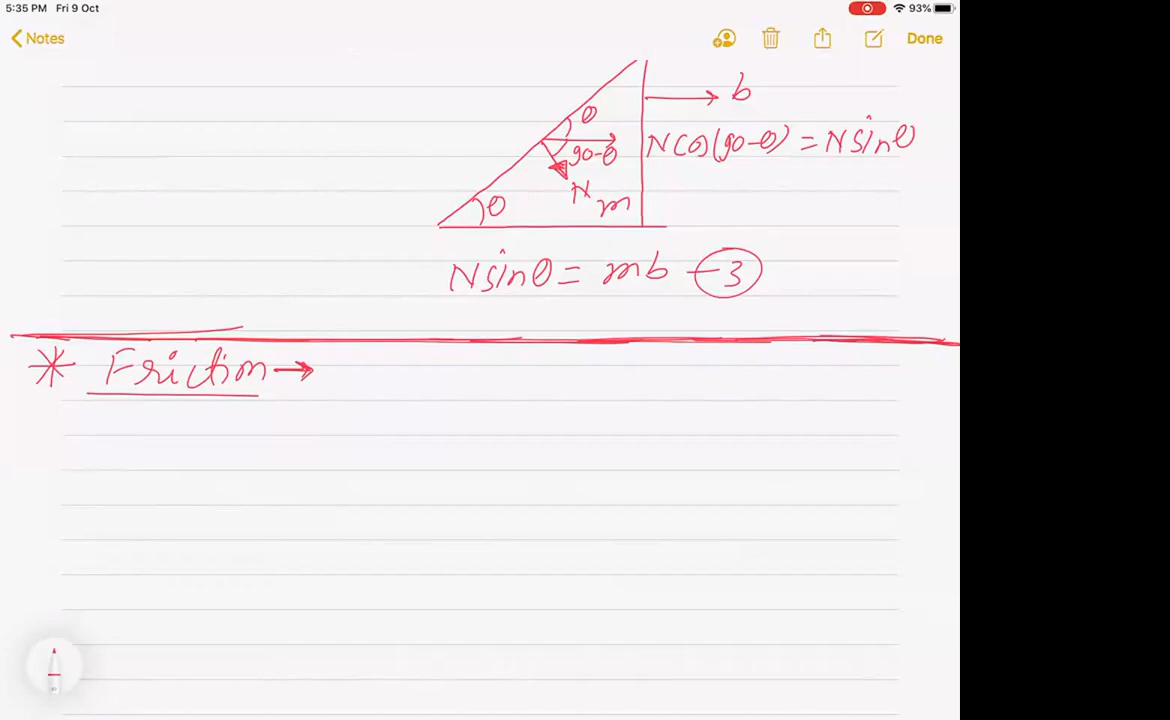 5:35 PM Fri 9 Oct 93%
Notes Done
b
θ
90-θ
N cos(90-θ) = N sinθ
N
θ
m
N sinθ = mb - 3
* Friction →